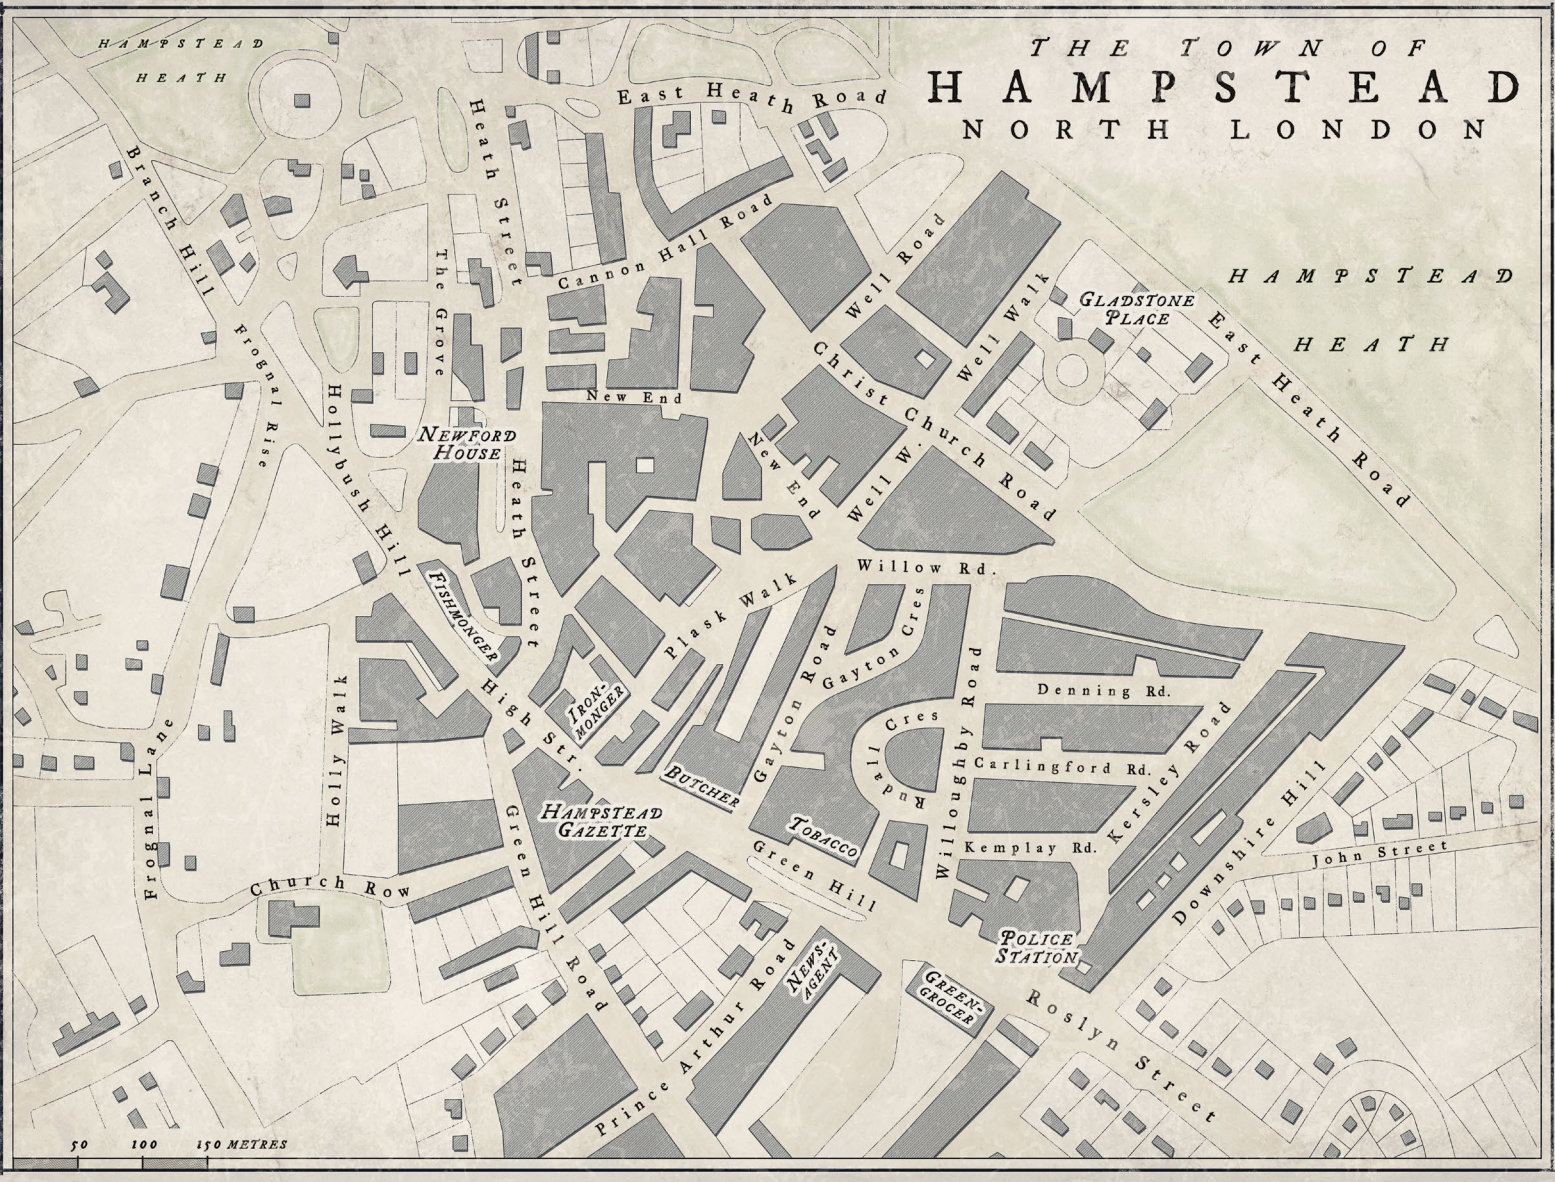 THE TOWN OF
HAMPSTEAD
NORTH LONDON
HAMPSTEAD
HEATH
East Heath Road
Heath Street
Branch Hill
Cannon Hall Road
Well Road
The Grove
Well Walk
GLADSTONE
PLACE
HAMPSTEAD
HEATH
East Heath Road
Frognal Rise
Hollybush Hill
Christ Church Road
New End
NEWFORD
HOUSE
Heath Street
New End
Well W.
FISHMONGER
Willow Rd.
Plask Walk
Gayton Road
Gayton Cres
Denning Rd.
Holly Walk
High Str.
IRON-
MONGER
Rudall Cres
Willoughby Road
Carlingford Rd.
Kersley Road
BUTCHER
Frognal Lane
HAMPSTEAD
GAZETTE
TOBACCO
Kemplay Rd.
Downshire Hill
John Street
Church Row
Green Hill Road
Green Hill
POLICE
STATION
NEWS-
AGENT
GREEN-
GROCER
Prince Arthur Road
Roslyn Street
50 100 150 METRES